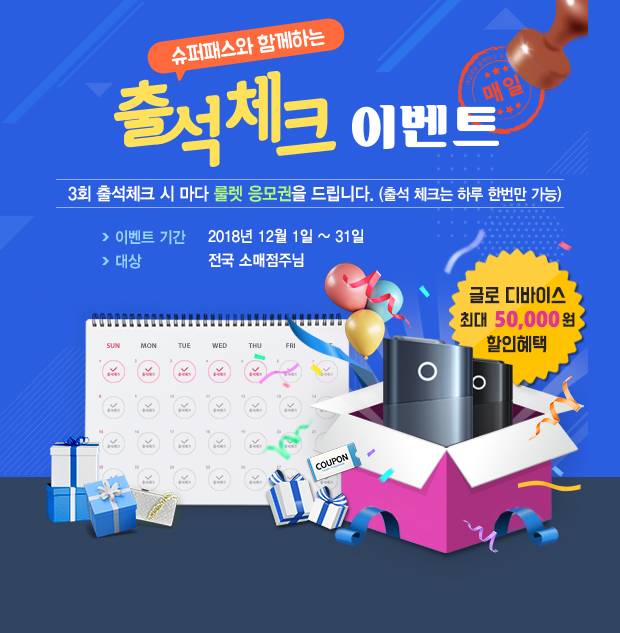 슈퍼패스와 함께하는
출석체크 이벤트
매일
3회 출석체크 시 마다 룰렛 응모권을 드립니다. (출석 체크는 하루 한번만 가능)
> 이벤트 기간 2018년 12월 1일 ~ 31일
> 대상 전국 소매점주님
글로 디바이스
최대 50,000원
할인혜택
SUN MON TUE WED THU FRI
COUPON